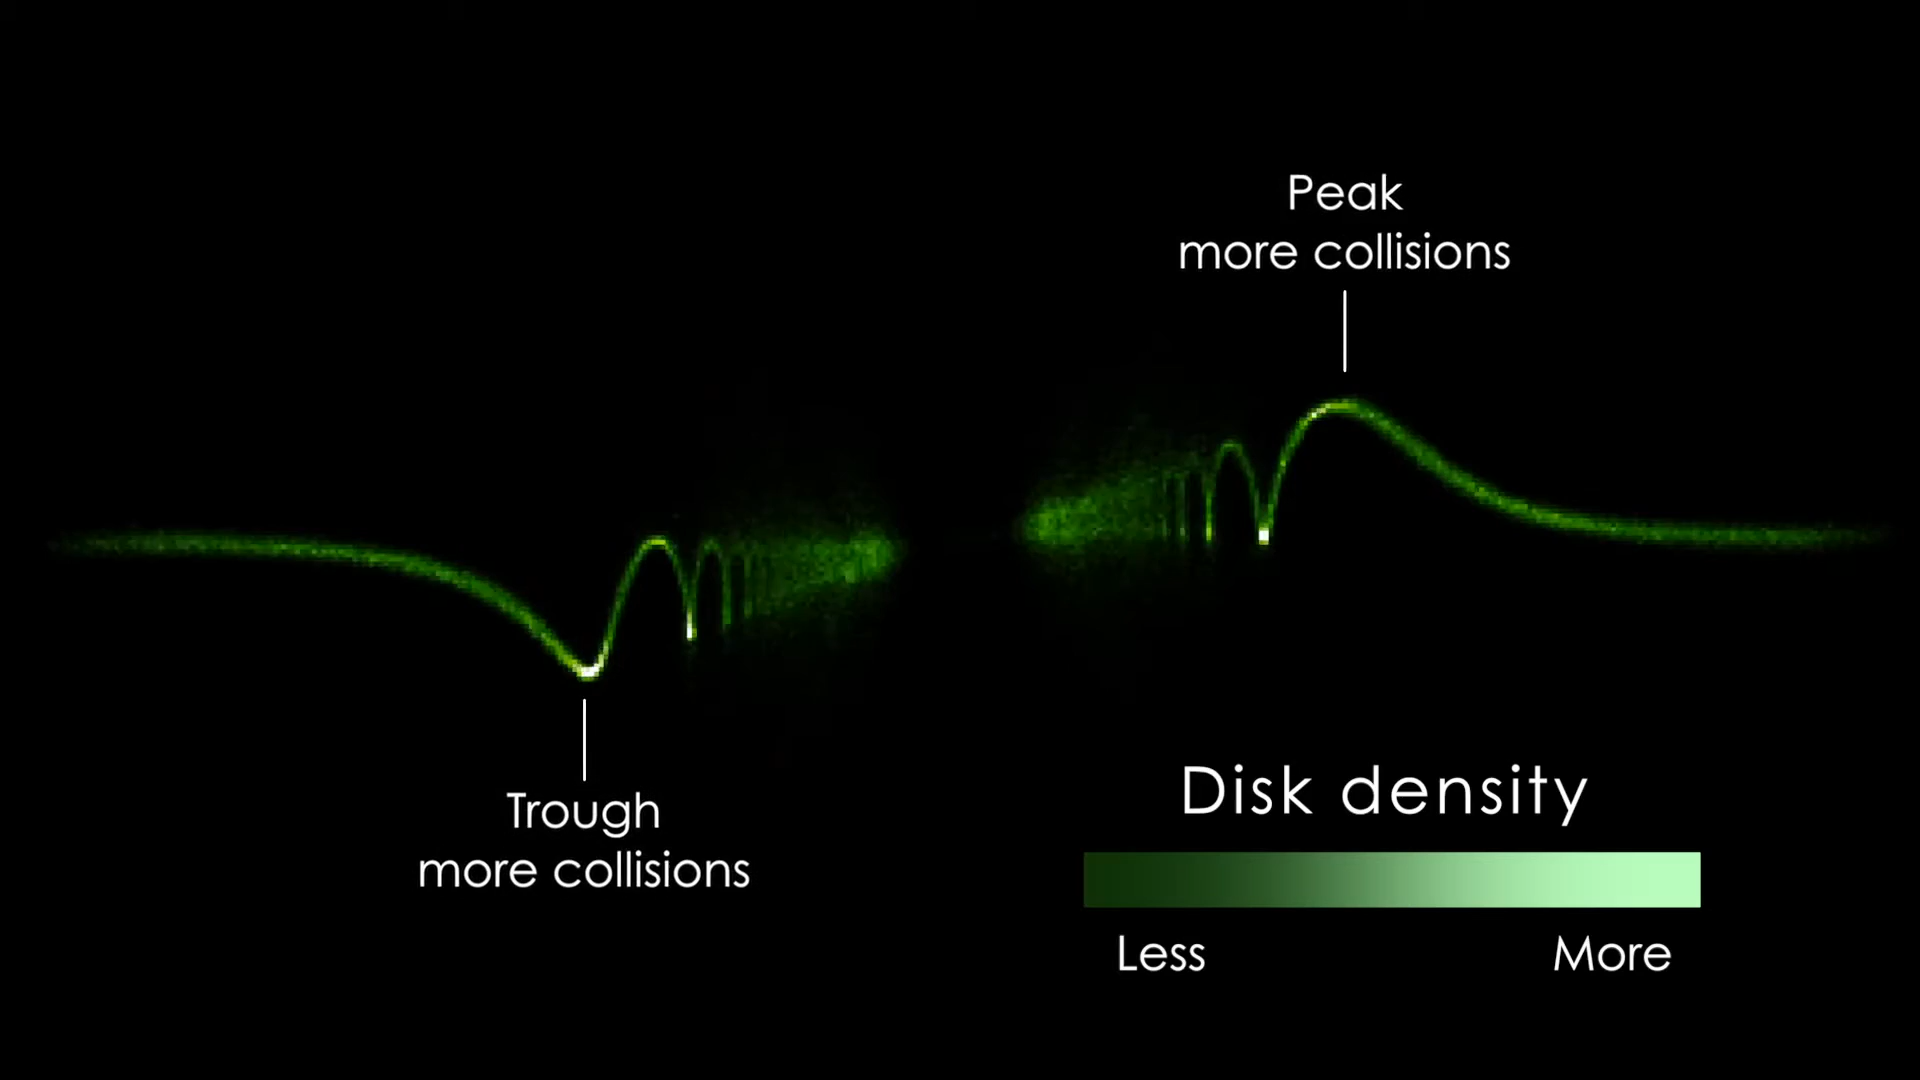 Peak
more collisions
Trough
more collisions
Disk density
Less
More